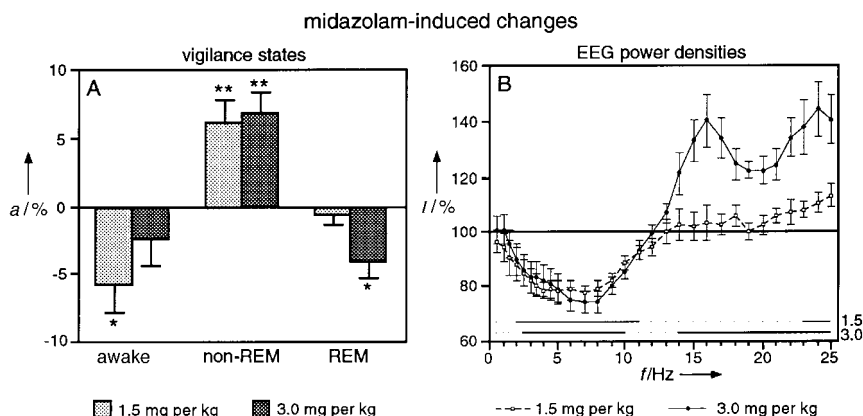 midazolam-induced changes
vigilance states
A
10
5
0
-5
-10
a/%
**
**
*
*
awake
non-REM
REM
1.5 mg per kg
3.0 mg per kg
EEG power densities
B
160
140
120
100
80
60
I/%
1.5
3.0
0
5
10
15
20
25
f/Hz
1.5 mg per kg
3.0 mg per kg